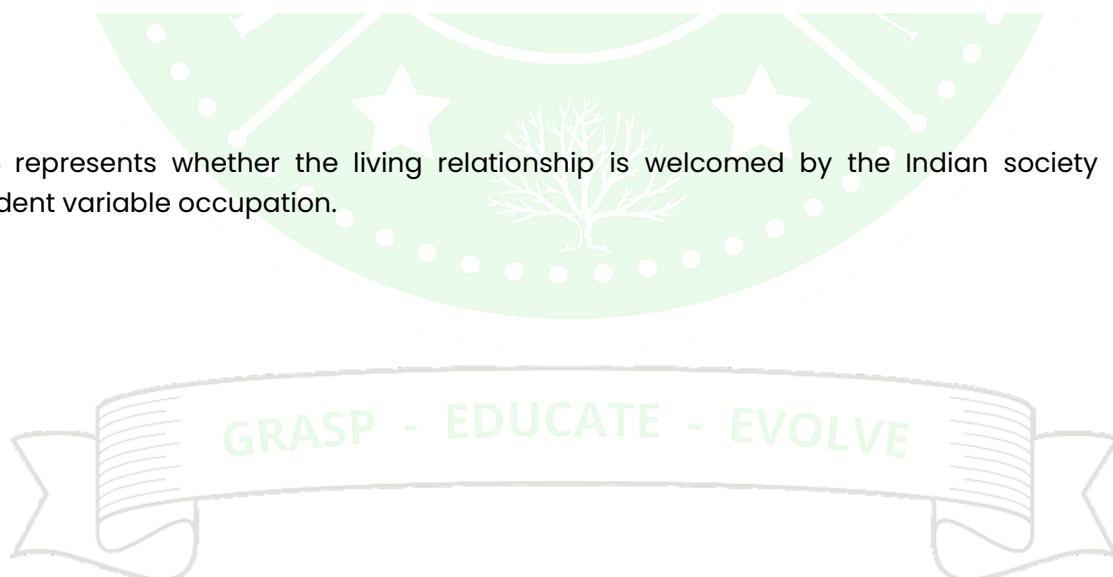 represents whether the living relationship is welcomed by the Indian society
dent variable occupation.
GRASP - EDUCATE - EVOLVE